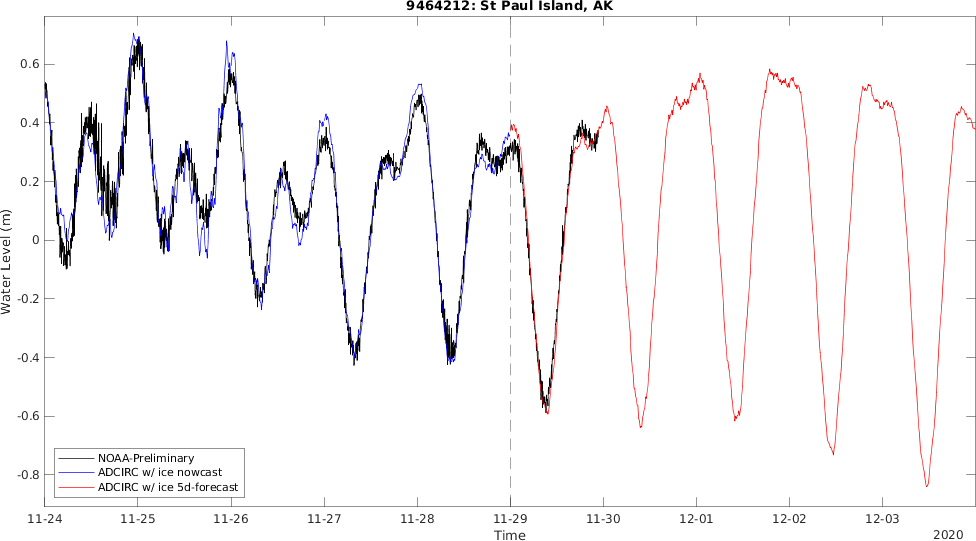 9464212: St Paul Island, AK
Water Level (m)
0.6
0.4
0.2
0
-0.2
-0.4
-0.6
-0.8
NOAA-Preliminary
ADCIRC w/ ice nowcast
ADCIRC w/ ice 5d-forecast
11-24 11-25 11-26 11-27 11-28 11-29 11-30 12-01 12-02 12-03
Time
2020